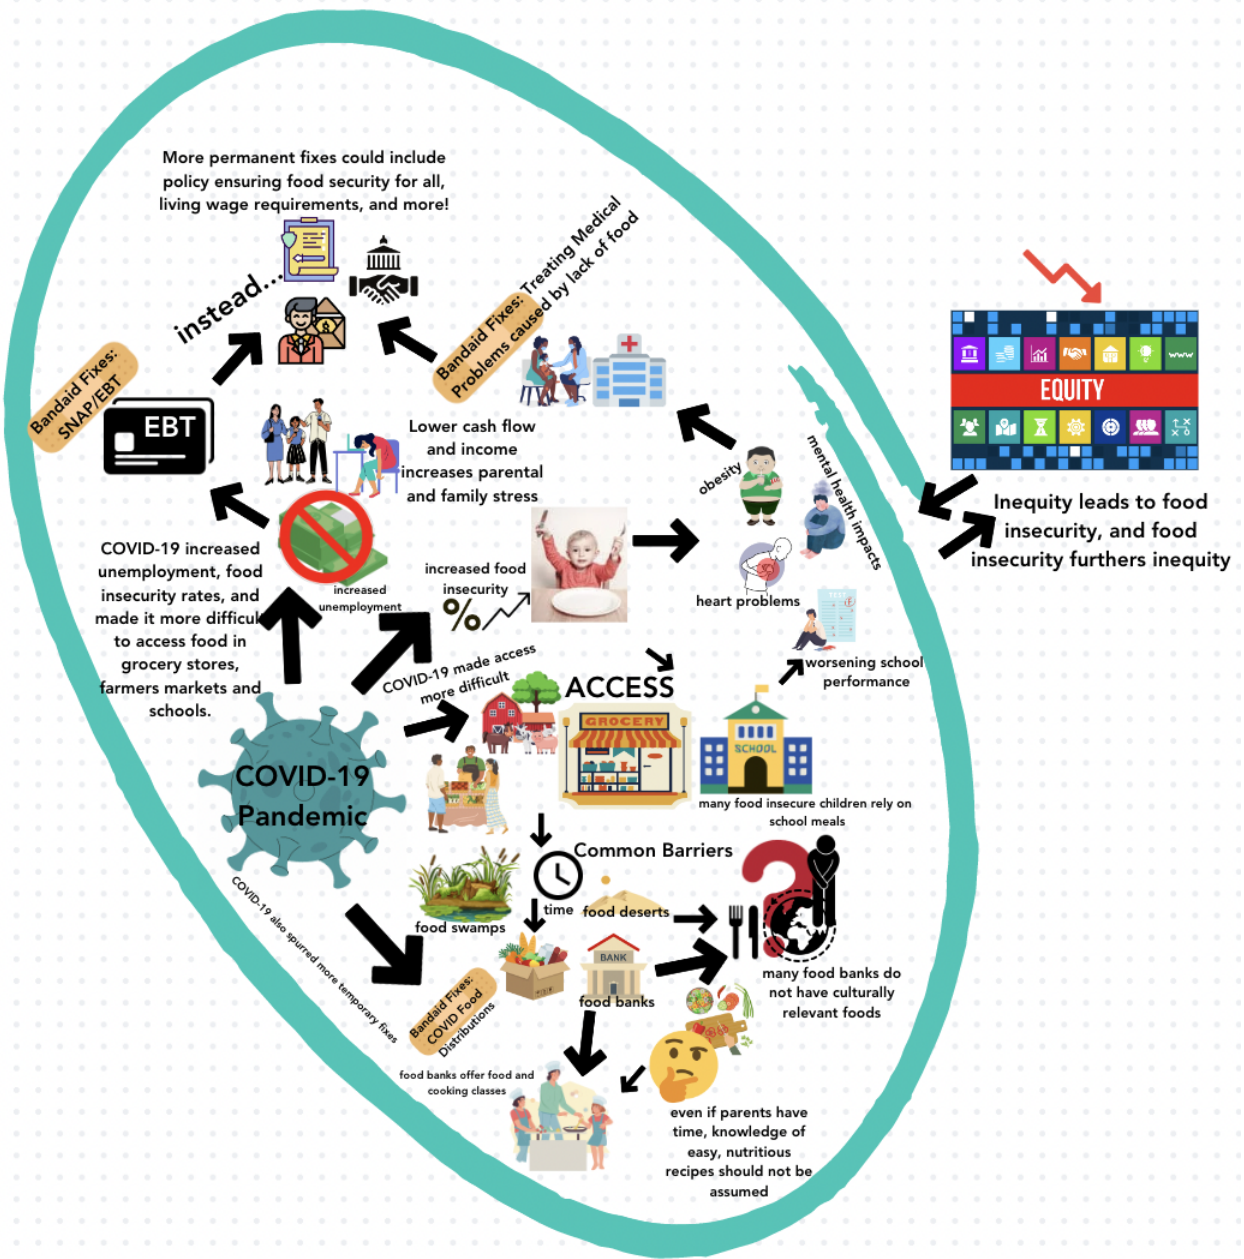 More permanent fixes could include
policy ensuring food security for all,
living wage requirements, and more!
instead...
Bandaid Fixes: Treating Medical
Problems caused by lack of food
Bandaid Fixes:
SNAP/EBT
EBT
Lower cash flow
and income
increases parental
and family stress
obesity
mental health impacts
heart problems
EQUITY
www
Inequity leads to food
insecurity, and food
insecurity furthers inequity
COVID-19 increased
unemployment, food
insecurity rates, and
made it more difficult
to access food in
grocery stores,
farmers markets and
schools.
increased
unemployment
increased food
insecurity
%
TEST
F
worsening school
performance
COVID-19 made access
more difficult
ACCESS
GROCERY
SCHOOL
many food insecure children rely on
school meals
COVID-19
Pandemic
Common Barriers
time
food deserts
food swamps
?
BANK
food banks
many food banks do
not have culturally
relevant foods
COVID-19 also spurred more temporary fixes
Bandaid Fixes:
COVID Food
Distributions
food banks offer food and
cooking classes
even if parents have
time, knowledge of
easy, nutritious
recipes should not be
assumed